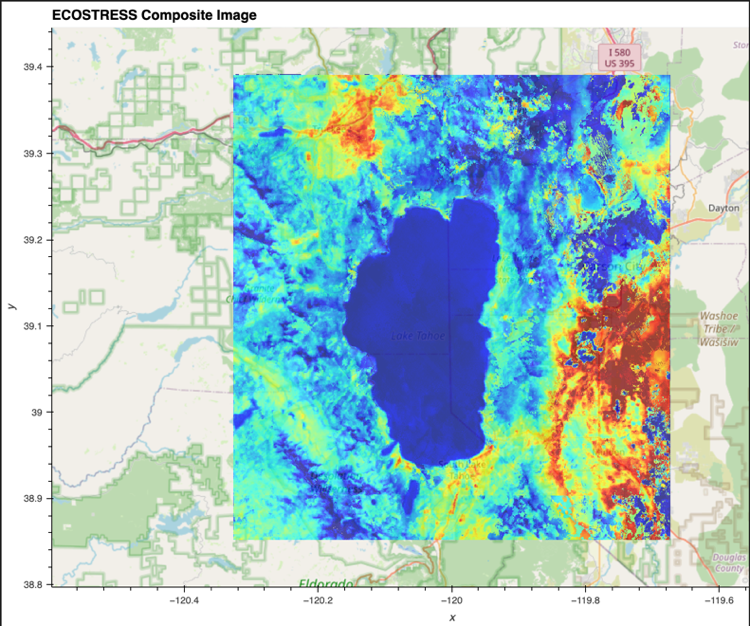 ECOSTRESS Composite Image
I 580
US 395
39.4
39.3
Dayton
39.2
y
39.1
Lake Tahoe
Washoe
Tribe /
Wašišiw
39
38.9
38.8
Eldorado
Douglas
County
−120.4
−120.2
−120
−119.8
−119.6
x